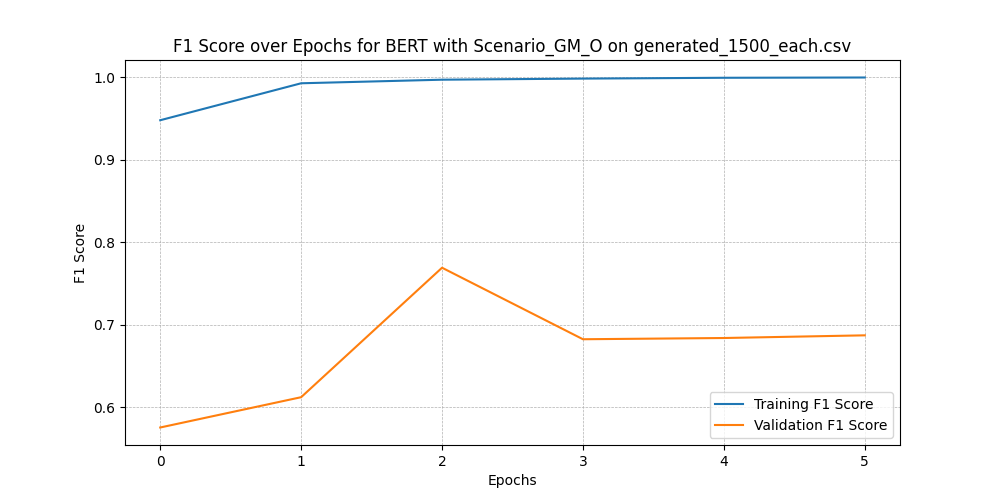 F1 Score over Epochs for BERT with Scenario_GM_O on generated_1500_each.csv
1.0
0.9
0.8
0.7
0.6
F1 Score
Training F1 Score
Validation F1 Score
0 1 2 3 4 5
Epochs